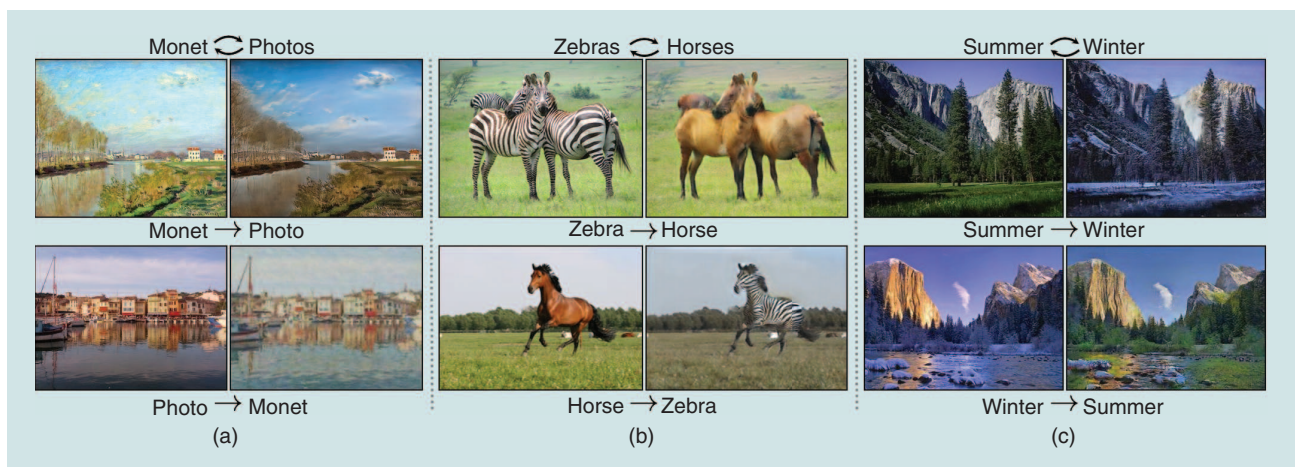 Monet Photos
Monet → Photo
Photo → Monet
(a)
Zebras Horses
Zebra → Horse
Horse → Zebra
(b)
Summer Winter
Summer → Winter
Winter → Summer
(c)